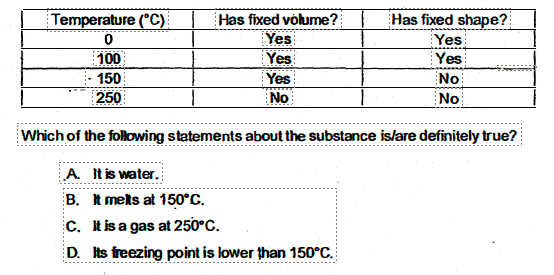 Temperature (°C) Has fixed volume? Has fixed shape?
0 Yes Yes
100 Yes Yes
150 Yes No
250 No No
Which of the following statements about the substance is/are definitely true?
A. It is water.
B. It melts at 150°C.
C. It is a gas at 250°C.
D. Its freezing point is lower than 150°C.